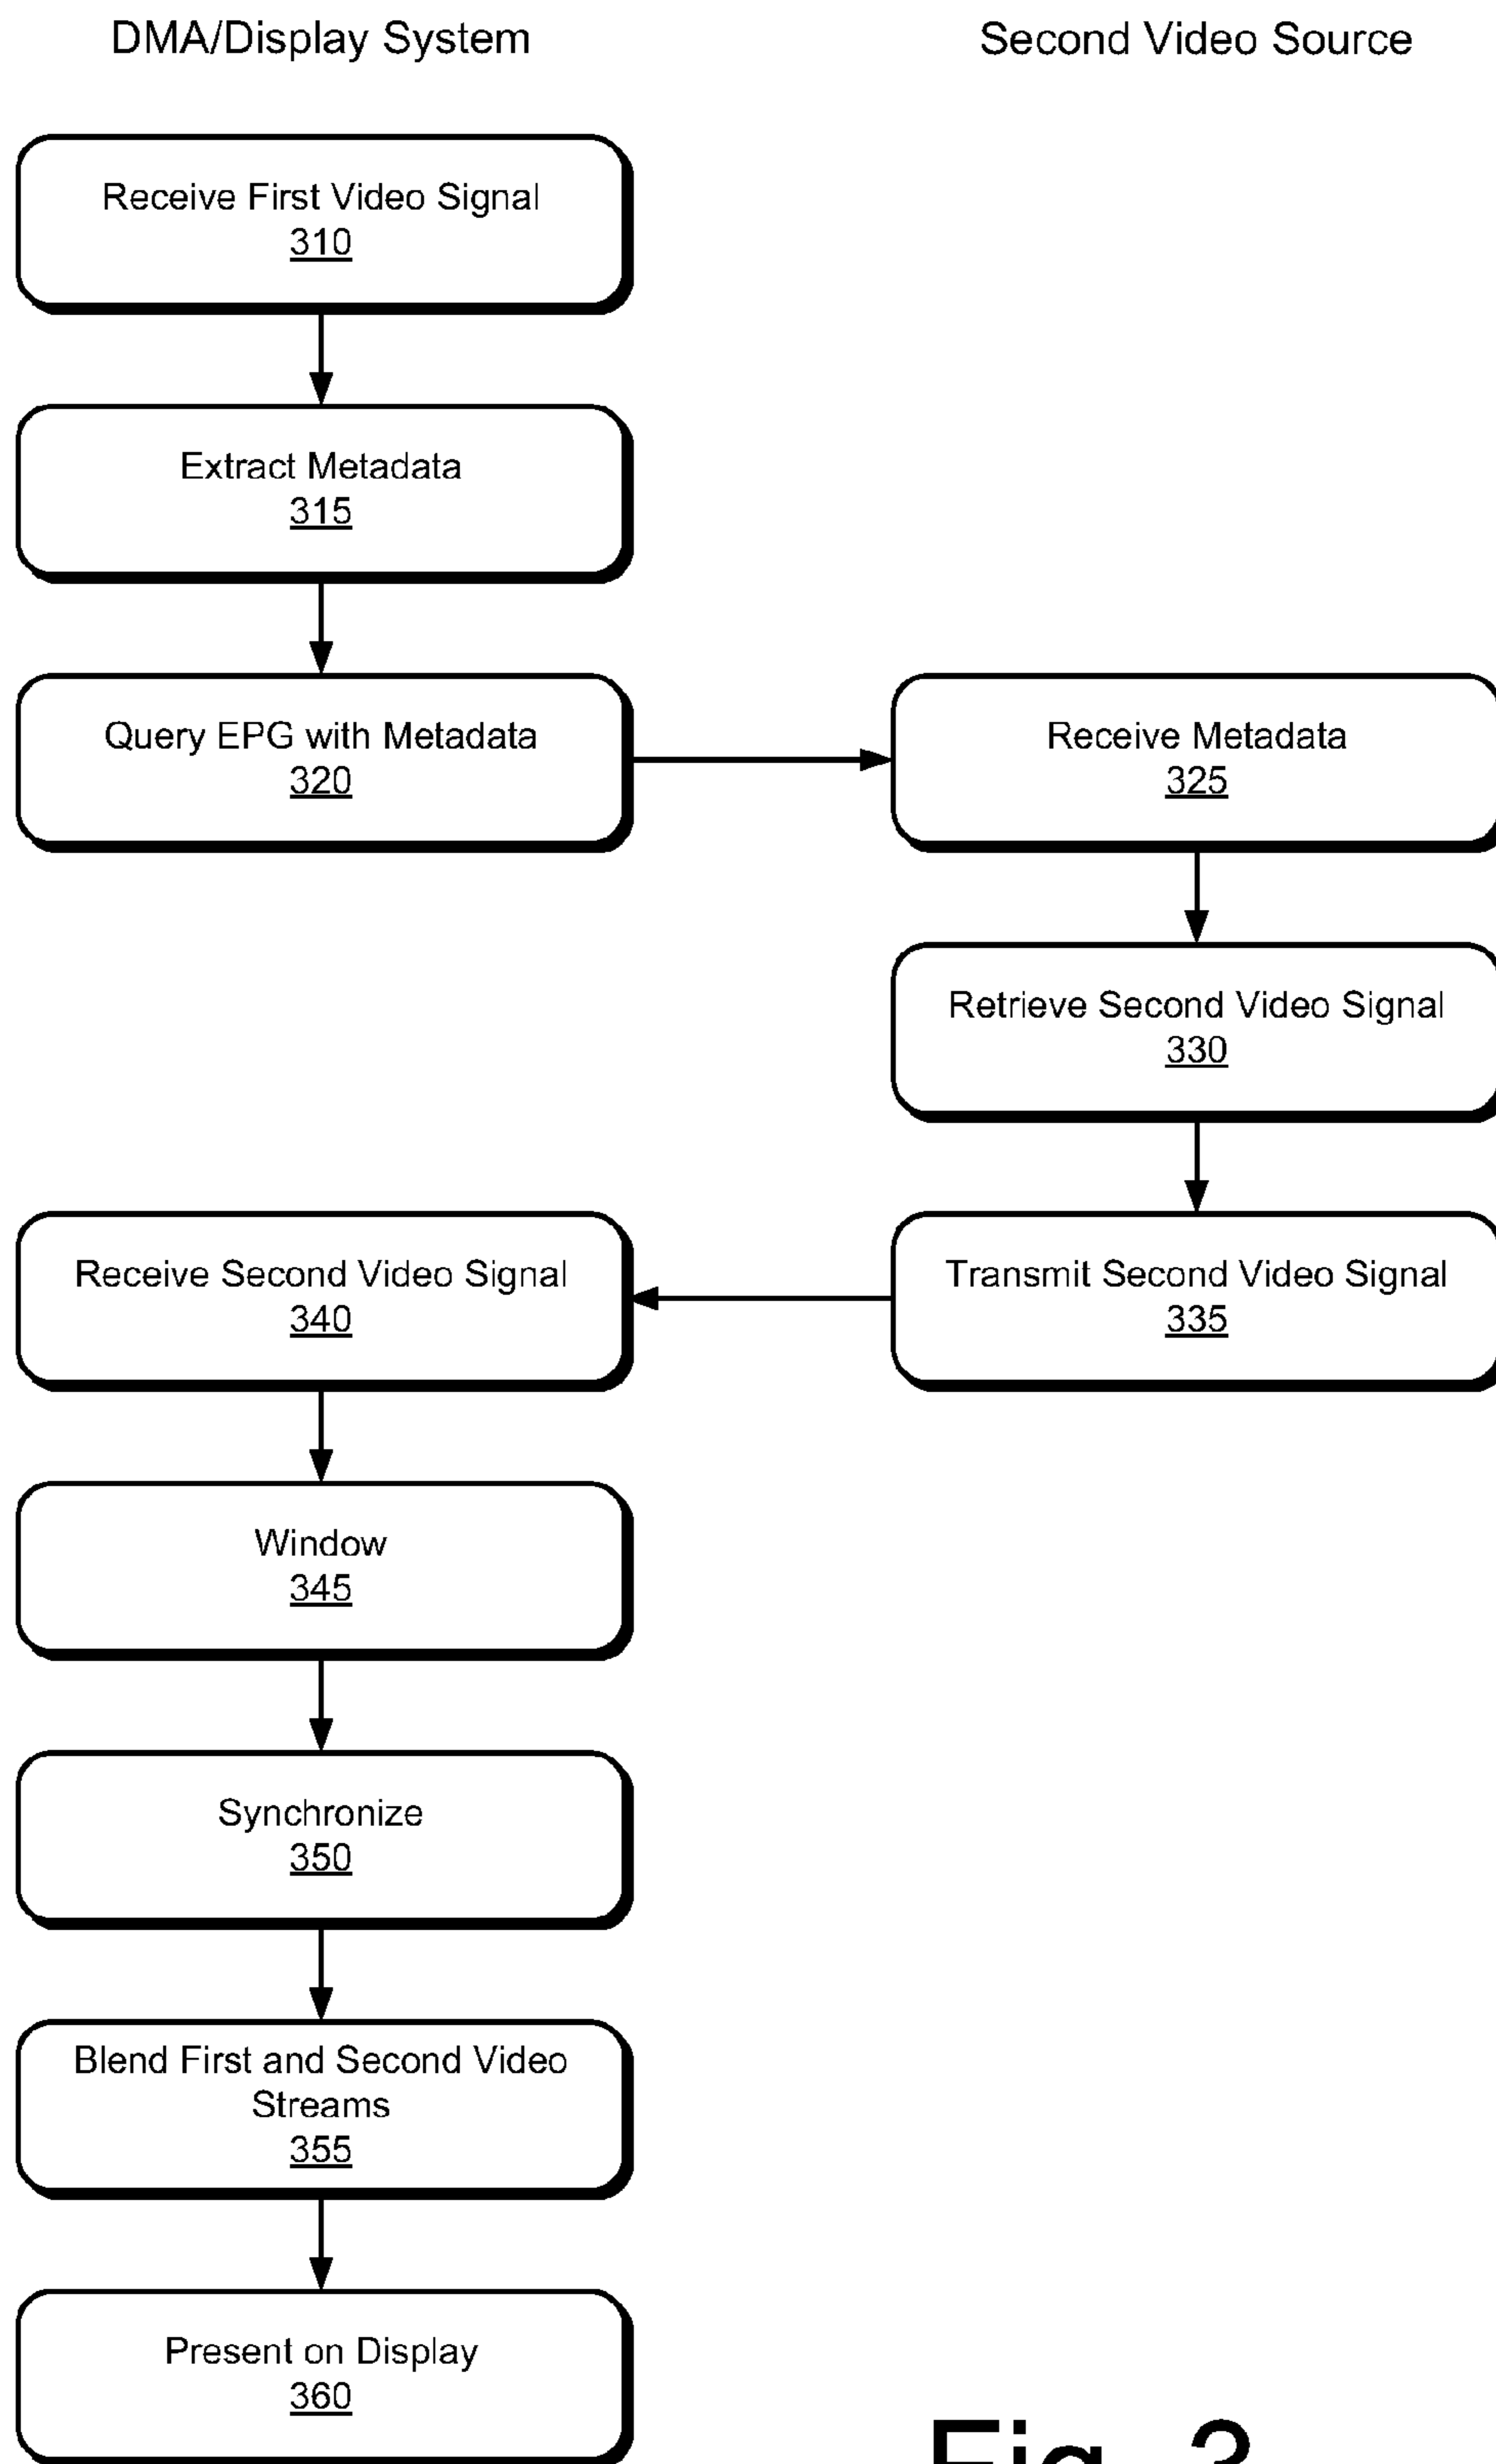 DMA/Display System
Second Video Source
Receive First Video Signal
310
Extract Metadata
315
Query EPG with Metadata
320
Receive Metadata
325
Retrieve Second Video Signal
330
Receive Second Video Signal
340
Transmit Second Video Signal
335
Window
345
Synchronize
350
Blend First and Second Video
Streams
355
Present on Display
360
Fig. 3